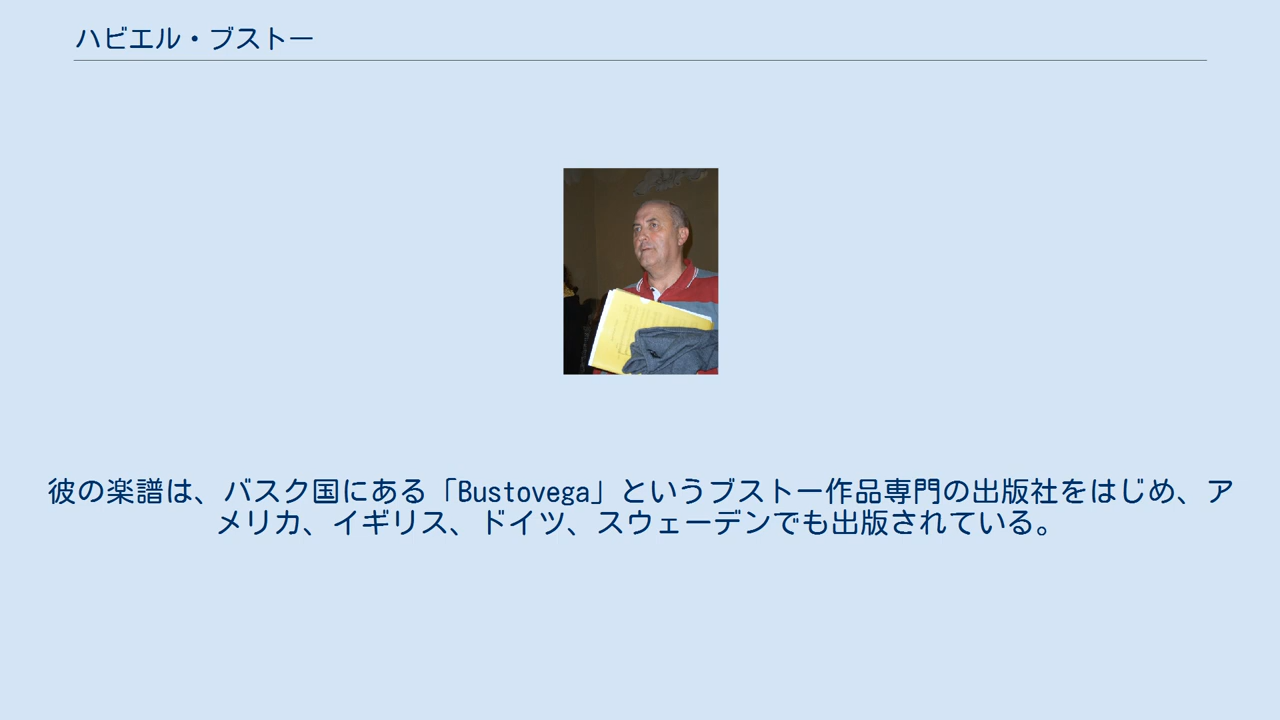 ハビエル・ブストー
彼の楽譜は、バスク国にある「Bustovega」というブストー作品専門の出版社をはじめ、ア
メリカ、イギリス、ドイツ、スウェーデンでも出版されている。